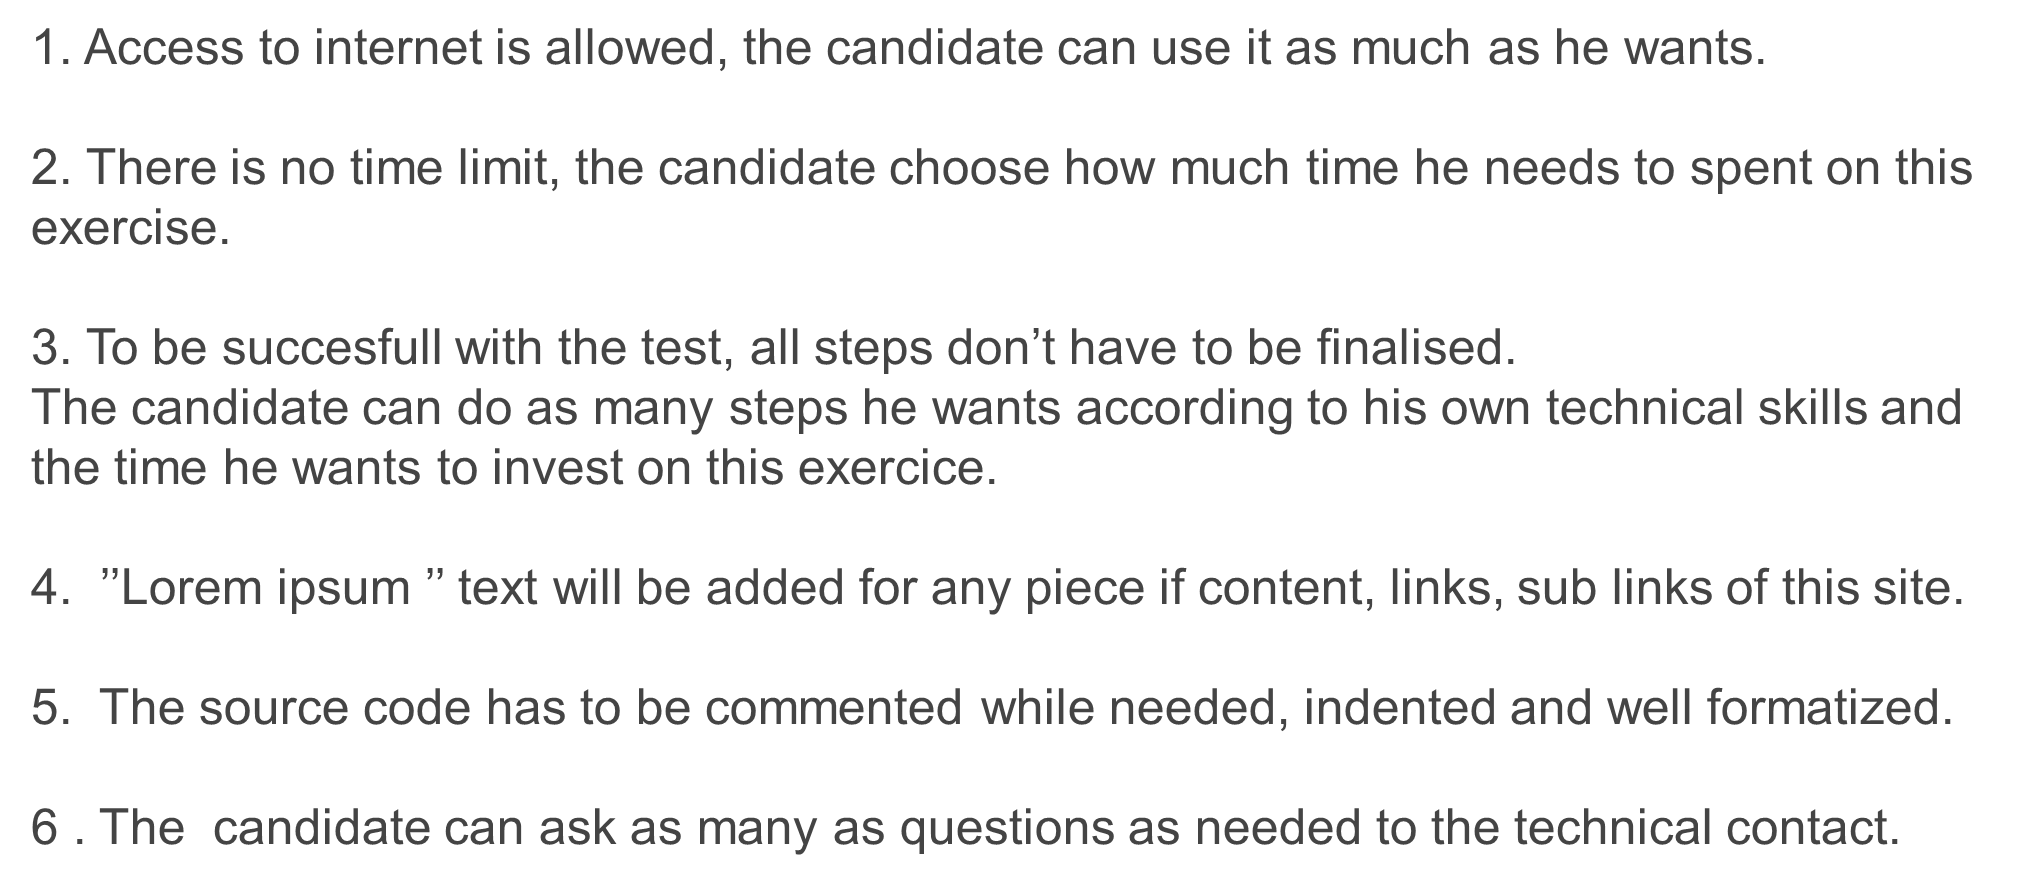 1. Access to internet is allowed, the candidate can use it as much as he wants.
2. There is no time limit, the candidate choose how much time he needs to spent on this
exercise.
3. To be succesfull with the test, all steps don’t have to be finalised.
The candidate can do as many steps he wants according to his own technical skills and
the time he wants to invest on this exercice.
4.  ”Lorem ipsum ” text will be added for any piece if content, links, sub links of this site.
5.  The source code has to be commented while needed, indented and well formatized.
6 . The  candidate can ask as many as questions as needed to the technical contact.